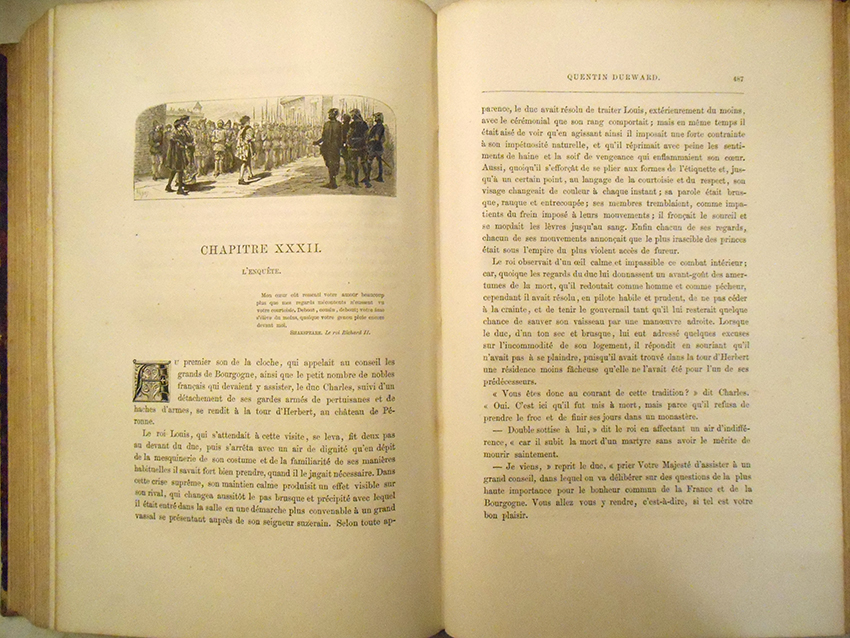 CHAPITRE XXXII.
L'ENQUÊTE.
Mon cœur eût ressenti votre amour beaucoup
plus que mes regards mécontents n'aiment vu
votre courtoisie. Debout, cousin, debout; votre âme
s'élève du moins, quoique votre genou ploie
devant moi.
SHAKSPEARE. Le roi Richard II.
AU premier son de la cloche, qui appelait au conseil les
grands de Bourgogne, ainsi que le petit nombre de nobles
français qui devaient y assister, le duc Charles, suivi d'un
détachement de ses gardes armés de pertuisanes et de
haches d'armes, se rendit à la tour d'Herbert, au château de Pé-
ronne.
Le roi Louis, qui s'attendait à cette visite, se leva, fit deux pas
au devant du duc, puis s'arrêta avec un air de dignité qu'en dépit
de la mesquinerie de son costume et de la familiarité de ses manières
habituelles il savait fort bien prendre, quand il le jugait nécessaire. Dans
cette crise suprême, son maintien calme produisit un effet visible sur
son rival, qui changea aussitôt le pas brusque et précipité avec lequel
il était entré dans la salle en une démarche plus convenable à un grand
vassal se présentant auprès de son seigneur suzerain. Selon toute ap-
QUENTIN DURWARD. 487
parence, le duc avait résolu de traiter Louis, extérieurement du moins,
avec le cérémonial que son rang comportait; mais en même temps il
était aisé de voir qu'en agissant ainsi il imposait une forte contrainte
à son impétuosité naturelle, et qu'il réprimait avec peine les senti-
ments de haine et la soif de vengeance qui enflammaient son cœur.
Aussi, quoiqu'il s'efforçât de se plier aux formes de l'étiquette et, jus-
qu'à un certain point, au langage de la courtoisie et du respect, son
visage changeait de couleur à chaque instant; sa parole était brus-
que, rauque et entrecoupée; ses membres tremblaient, comme impa-
tients du frein imposé à leurs mouvements; il fronçait le sourcil et
se mordait les lèvres jusqu'au sang. Enfin chacun de ses regards,
chacun de ses mouvements annonçait que le plus irascible des princes
était sous l'empire du plus violent accès de fureur.
Le roi observait d'un œil calme et impassible ce combat intérieur;
car, quoique les regards du duc lui donnassent un avant-goût des amer-
tumes de la mort, qu'il redoutait comme homme et comme pécheur,
cependant il avait résolu, en pilote habile et prudent, de ne pas céder
à la crainte, et de tenir le gouvernail tant qu'il lui resterait quelque
chance de sauver son vaisseau par une manœuvre adroite. Lorsque
le duc, d'un ton sec et brusque, lui eut adressé quelques excuses
sur l'incommodité de son logement, il répondit en souriant qu'il
n'avait pas à se plaindre, puisqu'il avait trouvé dans la tour d'Herbert
une résidence moins fâcheuse qu'elle ne l'avait été pour l'un de ses
prédécesseurs.
« Vous êtes donc au courant de cette tradition? » dit Charles.
« Oui. C'est ici qu'il fut mis à mort, mais parce qu'il refusa de
prendre le froc et de finir ses jours dans un monastère.
— Double sottise à lui, » dit le roi en affectant un air d'indiffé-
rence, « car il subit la mort d'un martyre sans avoir le mérite de
mourir saintement.
— Je viens, » reprit le duc, « prier Votre Majesté d'assister à un
grand conseil, dans lequel on va délibérer sur des questions de la plus
haute importance pour le bonheur commun de la France et de la
Bourgogne. Vous allez vous y rendre, c'est-à-dire, si tel est votre
bon plaisir.